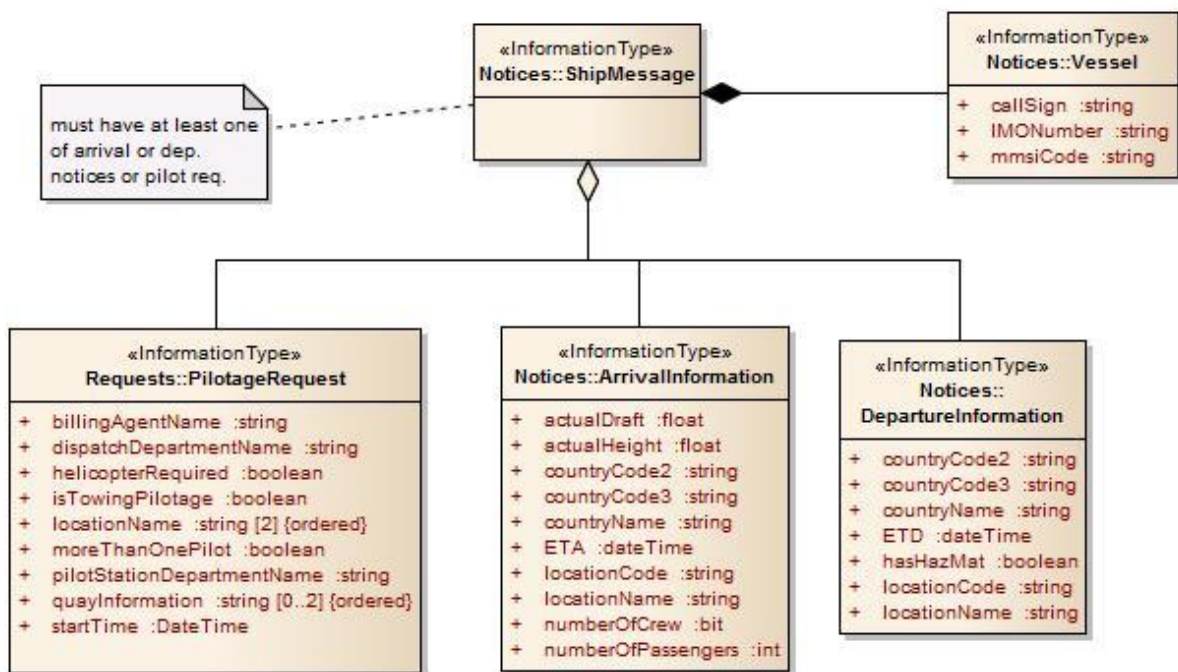 «InformationType»
Notices::ShipMessage
«InformationType»
Notices::Vessel
+ callSign :string
+ IMONumber :string
+ mmsiCode :string
must have at least one
of arrival or dep.
notices or pilot req.
«InformationType»
Requests::PilotageRequest
+ billingAgentName :string
+ dispatchDepartmentName :string
+ helicopterRequired :boolean
+ isTowingPilotage :boolean
+ locationName :string [2] {ordered}
+ moreThanOnePilot :boolean
+ pilotStationDepartmentName :string
+ quayInformation :string [0..2] {ordered}
+ startTime :DateTime
«InformationType»
Notices::ArrivalInformation
+ actualDraft :float
+ actualHeight :float
+ countryCode2 :string
+ countryCode3 :string
+ countryName :string
+ ETA :dateTime
+ locationCode :string
+ locationName :string
+ numberOfCrew :bit
+ numberOfPassengers :int
«InformationType»
Notices::
DepartureInformation
+ countryCode2 :string
+ countryCode3 :string
+ countryName :string
+ ETD :dateTime
+ hasHazMat :boolean
+ locationCode :string
+ locationName :string